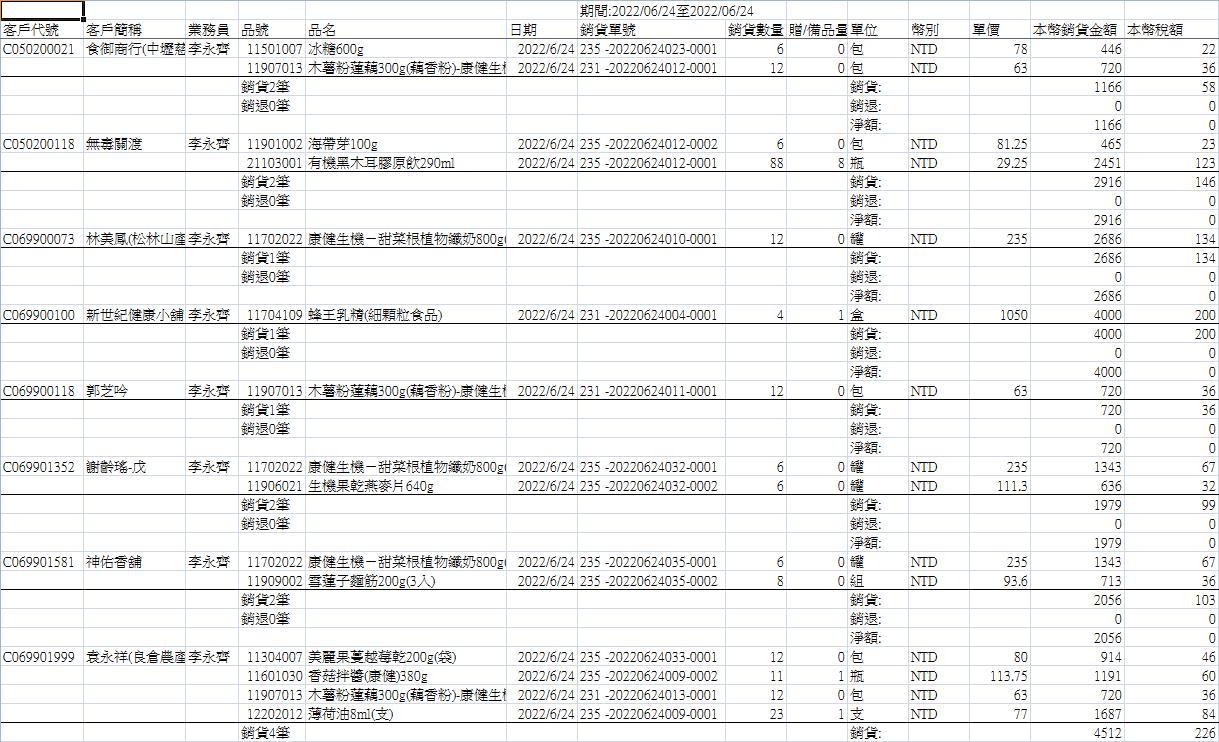 期間:2022/06/24至2022/06/24
客戶代號 客戶簡稱 業務員 品號 品名 日期 銷貨單號 銷貨數量 贈/備品量 單位 幣別 單價 本幣銷貨金額 本幣稅額
C050200021 食御商行(中壢慈 李永齊 11501007 冰糖600g 2022/6/24 235 -20220624023-0001 6 0 包 NTD 78 446 22
11907013 木薯粉蓮藕300g(藕香粉)-康健生機 2022/6/24 231 -20220624012-0001 12 0 包 NTD 63 720 36
銷貨2筆 銷貨: 1166 58
銷退0筆 銷退: 0 0
淨額: 1166 0
C050200118 無毒關渡 李永齊 11901002 海帶芽100g 2022/6/24 235 -20220624012-0002 6 0 包 NTD 81.25 465 23
21103001 有機黑木耳膠原飲290ml 2022/6/24 235 -20220624012-0001 88 8 瓶 NTD 29.25 2451 123
銷貨2筆 銷貨: 2916 146
銷退0筆 銷退: 0 0
淨額: 2916 0
C069900073 林美鳳(松林山產 李永齊 11702022 康健生機－甜菜根植物纖奶800g( 2022/6/24 235 -20220624010-0001 12 0 罐 NTD 235 2686 134
銷貨1筆 銷貨: 2686 134
銷退0筆 銷退: 0 0
淨額: 2686 0
C069900100 新世紀健康小舖 李永齊 11704109 蜂王乳精(細顆粒食品) 2022/6/24 231 -20220624004-0001 4 1 盒 NTD 1050 4000 200
銷貨1筆 銷貨: 4000 200
銷退0筆 銷退: 0 0
淨額: 4000 0
C069900118 郭芝吟 李永齊 11907013 木薯粉蓮藕300g(藕香粉)-康健生機 2022/6/24 231 -20220624011-0001 12 0 包 NTD 63 720 36
銷貨1筆 銷貨: 720 36
銷退0筆 銷退: 0 0
淨額: 720 0
C069901352 謝齡瑤-戊 李永齊 11702022 康健生機－甜菜根植物纖奶800g( 2022/6/24 235 -20220624032-0001 6 0 罐 NTD 235 1343 67
11906021 生機果乾燕麥片640g 2022/6/24 235 -20220624032-0002 6 0 罐 NTD 111.3 636 32
銷貨2筆 銷貨: 1979 99
銷退0筆 銷退: 0 0
淨額: 1979 0
C069901581 神佑香舖 李永齊 11702022 康健生機－甜菜根植物纖奶800g( 2022/6/24 235 -20220624035-0001 6 0 罐 NTD 235 1343 67
11909002 雪蓮子麵筋200g(3入) 2022/6/24 235 -20220624035-0002 8 0 組 NTD 93.6 713 36
銷貨2筆 銷貨: 2056 103
銷退0筆 銷退: 0 0
淨額: 2056 0
C069901999 袁永祥(良倉農產 李永齊 11304007 美麗果蔓越莓乾200g(袋) 2022/6/24 235 -20220624033-0001 12 0 包 NTD 80 914 46
11601030 香菇拌醬(康健)380g 2022/6/24 235 -20220624009-0002 11 1 瓶 NTD 113.75 1191 60
11907013 木薯粉蓮藕300g(藕香粉)-康健生機 2022/6/24 231 -20220624013-0001 12 0 包 NTD 63 720 36
12202012 薄荷油8ml(支) 2022/6/24 235 -20220624009-0001 23 1 支 NTD 77 1687 84
銷貨4筆 銷貨: 4512 226